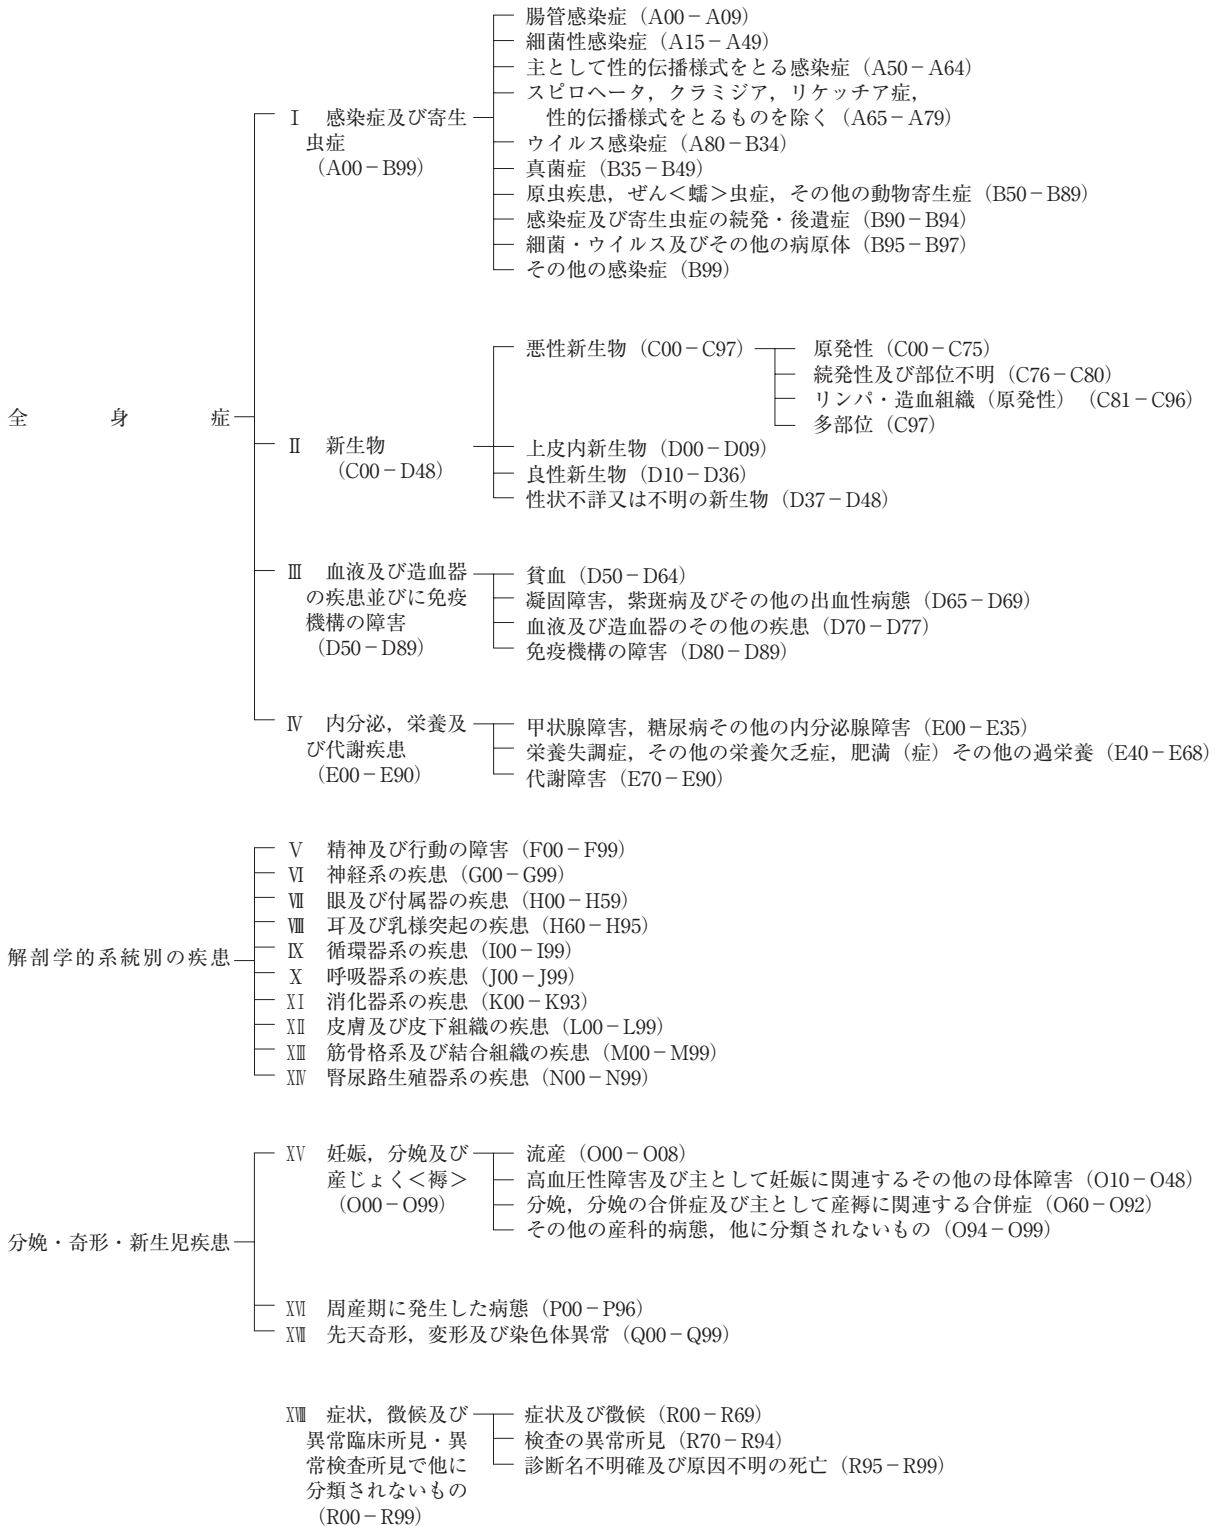 腸管感染症（A00－A09）
細菌性感染症（A15－A49）
主として性的伝播様式をとる感染症（A50－A64）
スピロヘータ，クラミジア，リケッチア症，
性的伝播様式をとるものを除く（A65－A79）
Ⅰ 感染症及び寄生
虫症
（A00－B99）
ウイルス感染症（A80－B34）
真菌症（B35－B49）
原虫疾患，ぜん＜蠕＞虫症，その他の動物寄生症（B50－B89）
感染症及び寄生虫症の続発・後遺症（B90－B94）
細菌・ウイルス及びその他の病原体（B95－B97）
その他の感染症（B99）
全身症
Ⅱ 新生物
（C00－D48）
悪性新生物（C00－C97）
原発性（C00－C75）
続発性及び部位不明（C76－C80）
リンパ・造血組織（原発性）（C81－C96）
多部位（C97）
上皮内新生物（D00－D09）
良性新生物（D10－D36）
性状不詳又は不明の新生物（D37－D48）
Ⅲ 血液及び造血器
の疾患並びに免疫
機構の障害
（D50－D89）
貧血（D50－D64）
凝固障害，紫斑病及びその他の出血性病態（D65－D69）
血液及び造血器のその他の疾患（D70－D77）
免疫機構の障害（D80－D89）
Ⅳ 内分泌，栄養及
び代謝疾患
（E00－E90）
甲状腺障害，糖尿病その他の内分泌腺障害（E00－E35）
栄養失調症，その他の栄養欠乏症，肥満（症）その他の過栄養（E40－E68）
代謝障害（E70－E90）
解剖学的系統別の疾患
Ⅴ 精神及び行動の障害（F00－F99）
Ⅵ 神経系の疾患（G00－G99）
Ⅶ 眼及び付属器の疾患（H00－H59）
Ⅷ 耳及び乳様突起の疾患（H60－H95）
Ⅸ 循環器系の疾患（I00－I99）
Ⅹ 呼吸器系の疾患（J00－J99）
ⅩⅠ 消化器系の疾患（K00－K93）
ⅩⅡ 皮膚及び皮下組織の疾患（L00－L99）
ⅩⅢ 筋骨格系及び結合組織の疾患（M00－M99）
ⅩⅣ 腎尿路生殖器系の疾患（N00－N99）
分娩・奇形・新生児疾患
ⅩⅤ 妊娠，分娩及び
産じょく＜褥＞
（O00－O99）
流産（O00－O08）
高血圧性障害及び主として妊娠に関連するその他の母体障害（O10－O48）
分娩，分娩の合併症及び主として産褥に関連する合併症（O60－O92）
その他の産科的病態，他に分類されないもの（O94－O99）
ⅩⅥ 周産期に発生した病態（P00－P96）
ⅩⅦ 先天奇形，変形及び染色体異常（Q00－Q99）
ⅩⅧ 症状，徴候及び
異常臨床所見・異
常検査所見で他に
分類されないもの
（R00－R99）
症状及び徴候（R00－R69）
検査の異常所見（R70－R94）
診断名不明確及び原因不明の死亡（R95－R99）